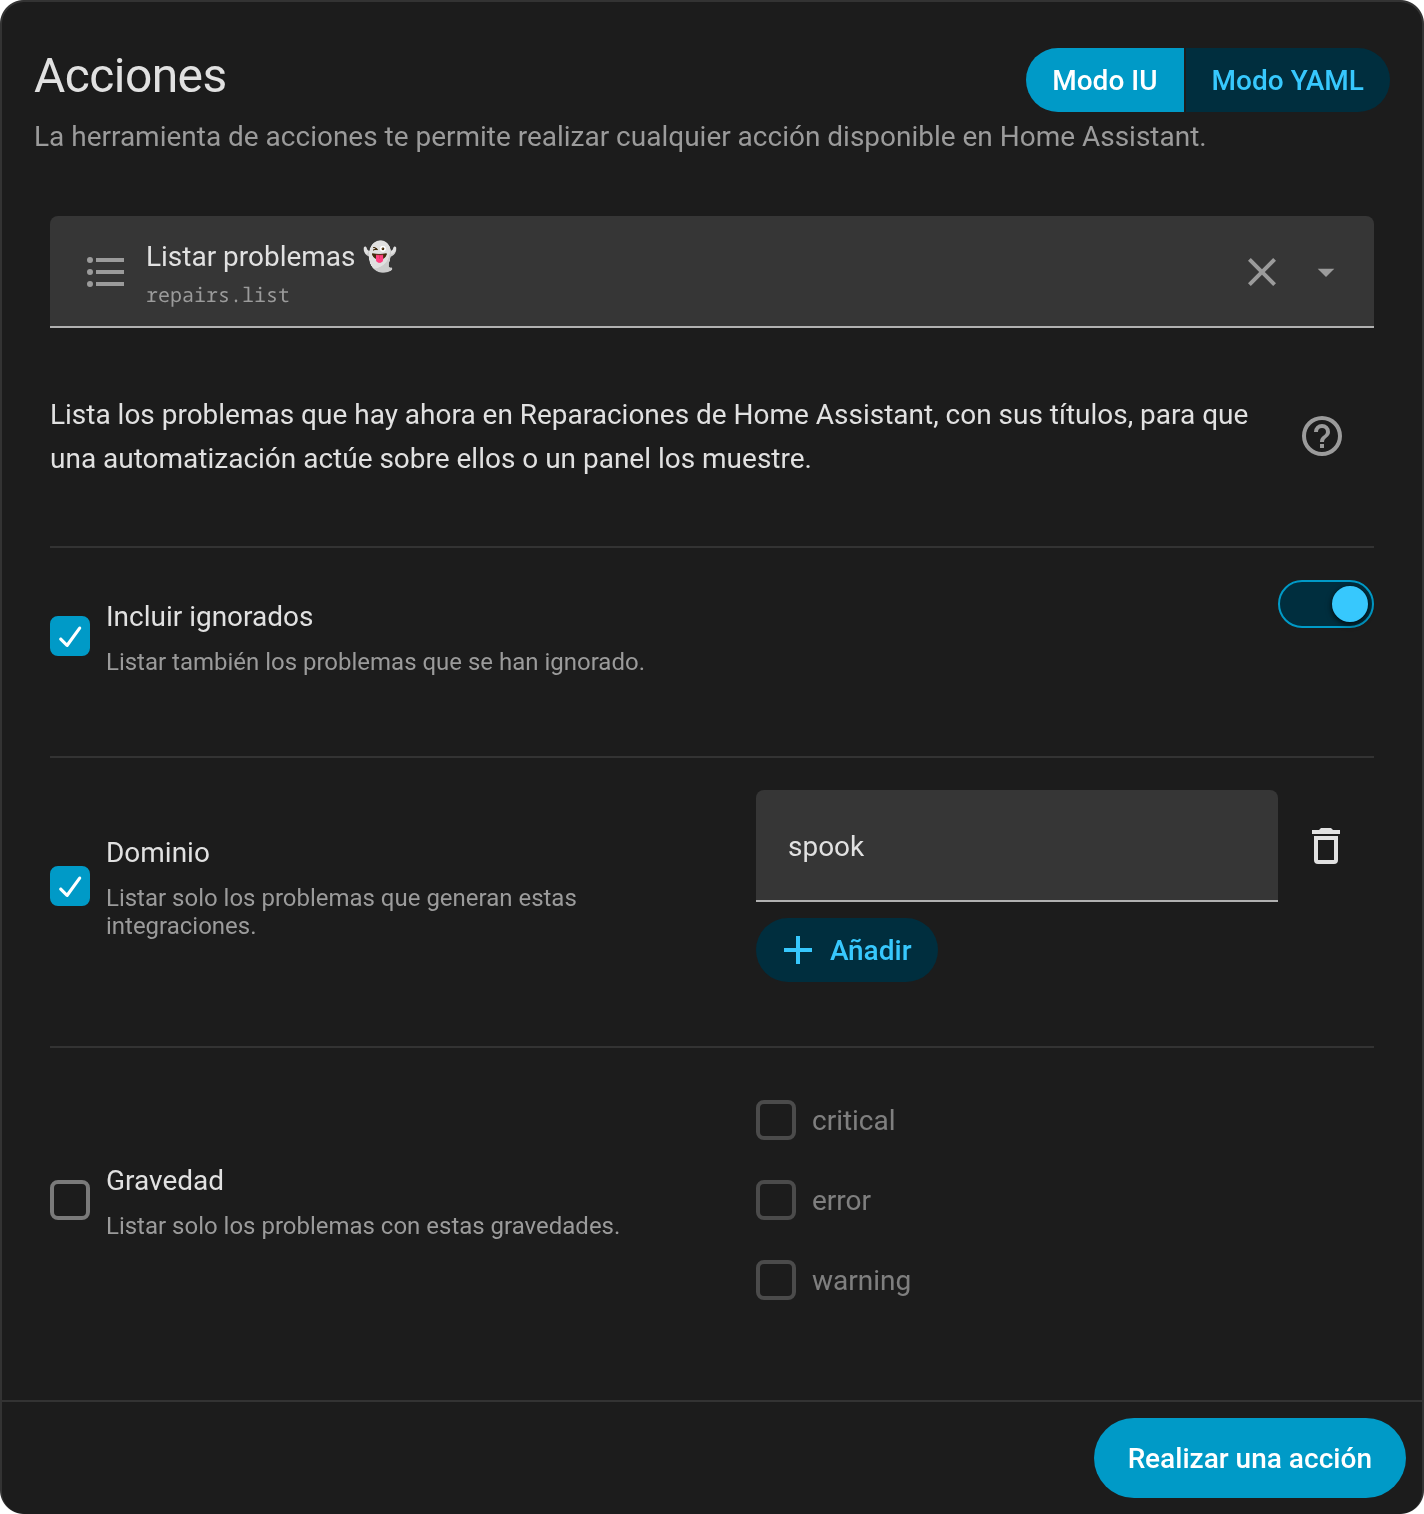 Acciones
Modo IU
Modo YAML
La herramienta de acciones te permite realizar cualquier acción disponible en Home Assistant.
Listar problemas 👻
repairs.list
Lista los problemas que hay ahora en Reparaciones de Home Assistant, con sus títulos, para que
una automatización actúe sobre ellos o un panel los muestre.
Incluir ignorados
Listar también los problemas que se han ignorado.
Dominio
Listar solo los problemas que generan estas
integraciones.
spook
Añadir
Gravedad
Listar solo los problemas con estas gravedades.
critical
error
warning
Realizar una acción